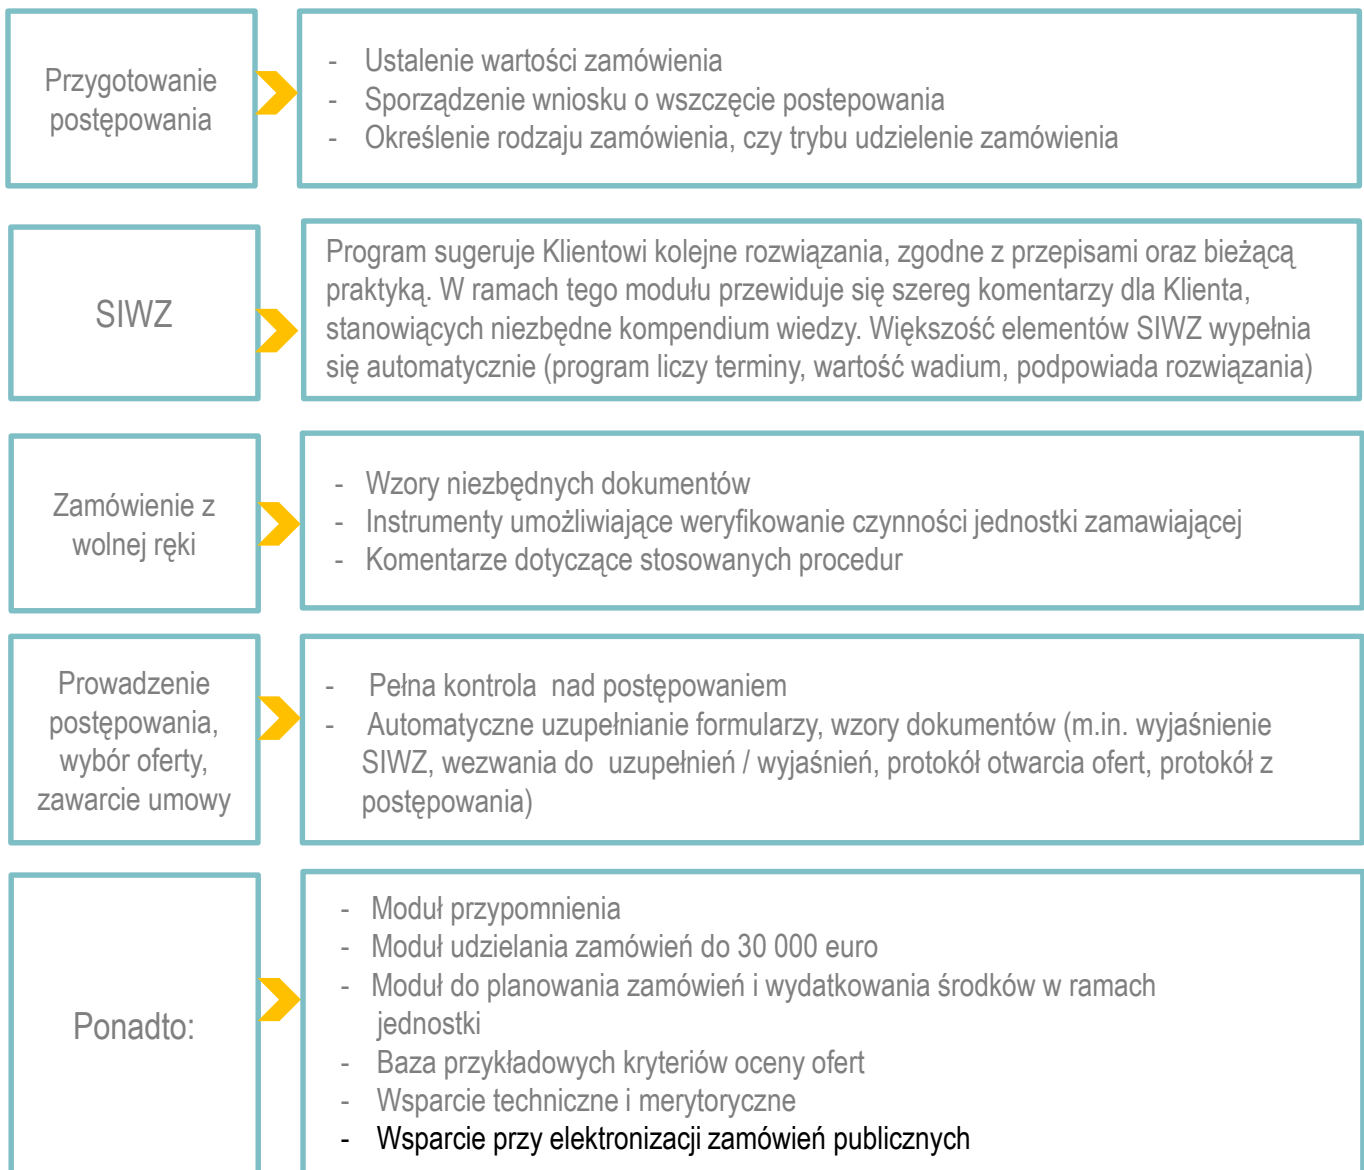 Przygotowanie
postępowania
- Ustalenie wartości zamówienia
- Sporządzenie wniosku o wszczęcie postepowania
- Określenie rodzaju zamówienia, czy trybu udzielenie zamówienia
SIWZ
Program sugeruje Klientowi kolejne rozwiązania, zgodne z przepisami oraz bieżącą
praktyką. W ramach tego modułu przewiduje się szereg komentarzy dla Klienta,
stanowiących niezbędne kompendium wiedzy. Większość elementów SIWZ wypełnia
się automatycznie (program liczy terminy, wartość wadium, podpowiada rozwiązania)
Zamówienie z
wolnej ręki
- Wzory niezbędnych dokumentów
- Instrumenty umożliwiające weryfikowanie czynności jednostki zamawiającej
- Komentarze dotyczące stosowanych procedur
Prowadzenie
postępowania,
wybór oferty,
zawarcie umowy
- Pełna kontrola nad postępowaniem
- Automatyczne uzupełnianie formularzy, wzory dokumentów (m.in. wyjaśnienie
SIWZ, wezwania do uzupełnień / wyjaśnień, protokół otwarcia ofert, protokół z
postępowania)
Ponadto:
- Moduł przypomnienia
- Moduł udzielania zamówień do 30 000 euro
- Moduł do planowania zamówień i wydatkowania środków w ramach
jednostki
- Baza przykładowych kryteriów oceny ofert
- Wsparcie techniczne i merytoryczne
- Wsparcie przy elektronizacji zamówień publicznych